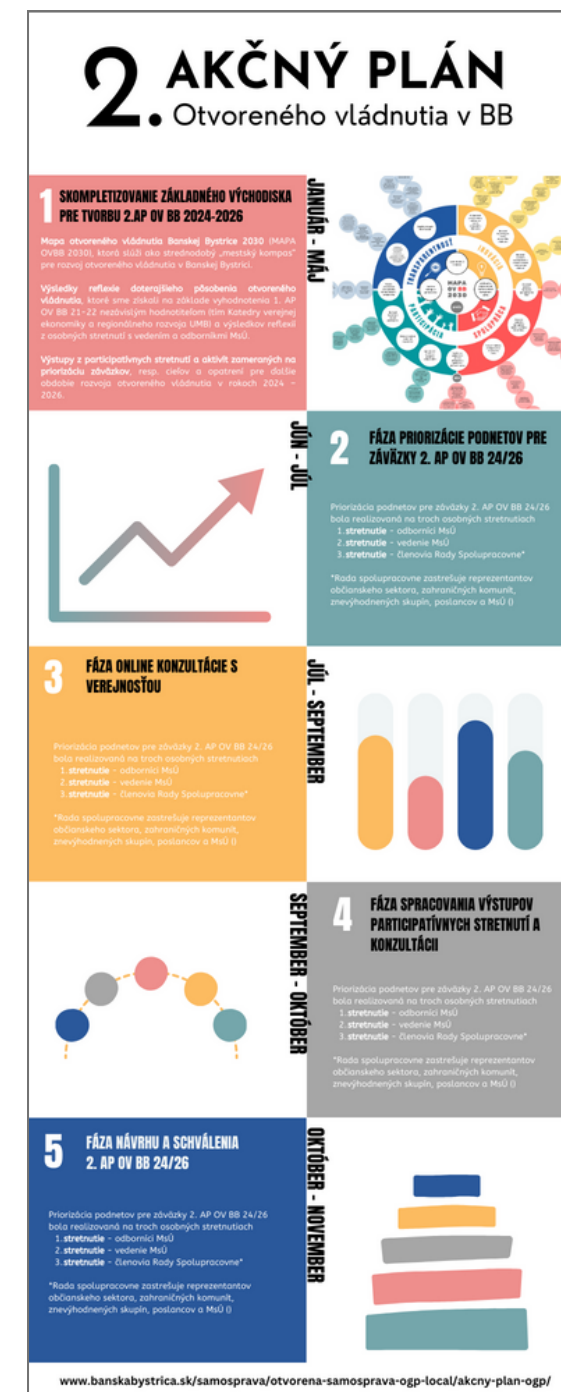 2. AKČNÝ PLÁN
Otvoreného vládnutia v BB
1 SKOMPLETIZOVANIE ZÁKLADNÉHO VÝCHODISKA
PRE TVORBU 2.AP OV BB 2024-2026
Mapa otvoreného vládnutia Banskej Bystrice 2030 (MAPA
OVBB 2030), ktorá slúži ako strednodobý „mestský kompas"
pre rozvoj otvoreného vládnutia v Banskej Bystrici.
Výsledky reflexie doterajšieho pôsobenia otvoreného
vládnutia, ktoré sme získali na základe vyhodnotenia 1. AP
OV BB 21-22 nezávislým hodnotiteľom (tím Katedry verejnej
ekonomiky a regionálneho rozvoja UMB) a výsledkov reflexií
z osobných stretnutí s vedením a odborníkmi MsÚ.
Výstupy z participatívnych stretnutí a aktivít zameraných na
priorizáciu záväzkov, resp. cieľov a opatrení pre ďalšie
obdobie rozvoja otvoreného vládnutia v rokoch 2024 –
2026.
JANUÁR - MÁJ
TRANSPARENTNOSŤ
PARTICIPÁCIA
SPOLUPRÁCA
MAPA
OV BB
2030
JÚN - JÚL
2 FÁZA PRIORIZÁCIE PODNETOV PRE
ZÁVÄZKY 2. AP OV BB 24/26
Priorizácia podnetov pre záväzky 2. AP OV BB 24/26
bola realizovaná na troch osobných stretnutiach
1.stretnutie - odborníci MsÚ
2.stretnutie - vedenie MsÚ
3.stretnutie - členovia Rady Spolupracovne*
*Rada spolupracovne zastrešuje reprezentantov
občianskeho sektora, zahraničných komunít,
znevýhodnených skupín, poslancov a MsÚ ()
3 FÁZA ONLINE KONZULTÁCIE S
VEREJNOSŤOU
Priorizácia podnetov pre záväzky 2. AP OV BB 24/26
bola realizovaná na troch osobných stretnutiach
1.stretnutie - odborníci MsÚ
2.stretnutie - vedenie MsÚ
3.stretnutie - členovia Rady Spolupracovne*
*Rada spolupracovne zastrešuje reprezentantov
občianskeho sektora, zahraničných komunít,
znevýhodnených skupín, poslancov a MsÚ ()
JÚL - SEPTEMBER
SEPTEMBER - OKTÓBER
4 FÁZA SPRACOVANIA VÝSTUPOV
PARTICIPATÍVNYCH STRETNUTÍ A
KONZULTÁCII
Priorizácia podnetov pre záväzky 2. AP OV BB 24/26
bola realizovaná na troch osobných stretnutiach
1.stretnutie - odborníci MsÚ
2.stretnutie - vedenie MsÚ
3.stretnutie - členovia Rady Spolupracovne*
*Rada spolupracovne zastrešuje reprezentantov
občianskeho sektora, zahraničných komunít,
znevýhodnených skupín, poslancov a MsÚ ()
5 FÁZA NÁVRHU A SCHVÁLENIA
2. AP OV BB 24/26
Priorizácia podnetov pre záväzky 2. AP OV BB 24/26
bola realizovaná na troch osobných stretnutiach
1.stretnutie - odborníci MsÚ
2.stretnutie - vedenie MsÚ
3.stretnutie - členovia Rady Spolupracovne*
*Rada spolupracovne zastrešuje reprezentantov
občianskeho sektora, zahraničných komunít,
znevýhodnených skupín, poslancov a MsÚ ()
OKTÓBER - NOVEMBER
www.banskabystrica.sk/samosprava/otvorena-samosprava-ogp-local/akcny-plan-ogp/